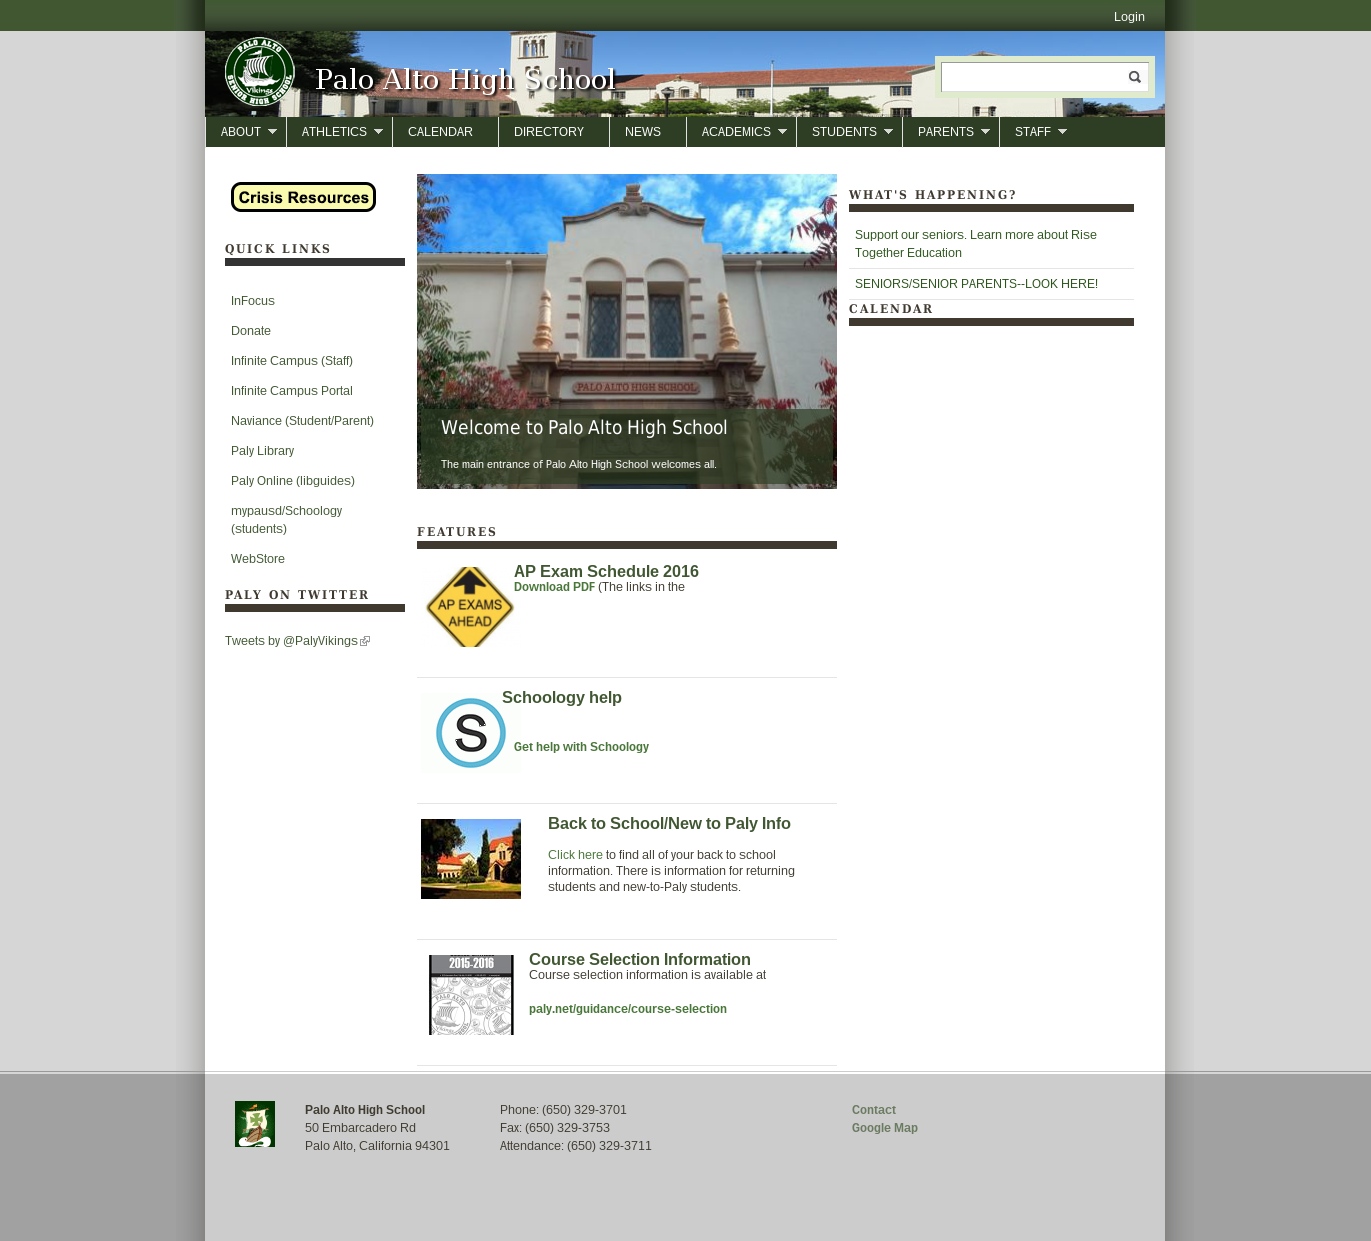 Login
PALO ALTO
SENIOR HIGH SCHOOL
Vikings
Palo Alto High School
ABOUT
ATHLETICS
CALENDAR
DIRECTORY
NEWS
ACADEMICS
STUDENTS
PARENTS
STAFF
Crisis Resources
QUICK LINKS
InFocus
Donate
Infinite Campus (Staff)
Infinite Campus Portal
Naviance (Student/Parent)
Paly Library
Paly Online (libguides)
mypausd/Schoology
(students)
WebStore
PALY ON TWITTER
Tweets by @PalyVikings
PALO ALTO HIGH SCHOOL
Welcome to Palo Alto High School
The main entrance of Palo Alto High School welcomes all.
FEATURES
AP EXAMS
AHEAD
AP Exam Schedule 2016
Download PDF (The links in the
S
Schoology help
Get help with Schoology
Back to School/New to Paly Info
Click here to find all of your back to school
information. There is information for returning
students and new-to-Paly students.
2015-2016
Course Selection Information
Course selection information is available at
paly.net/guidance/course-selection
WHAT'S HAPPENING?
Support our seniors. Learn more about Rise
Together Education
SENIORS/SENIOR PARENTS--LOOK HERE!
CALENDAR
Palo Alto High School
50 Embarcadero Rd
Palo Alto, California 94301
Phone: (650) 329-3701
Fax: (650) 329-3753
Attendance: (650) 329-3711
Contact
Google Map